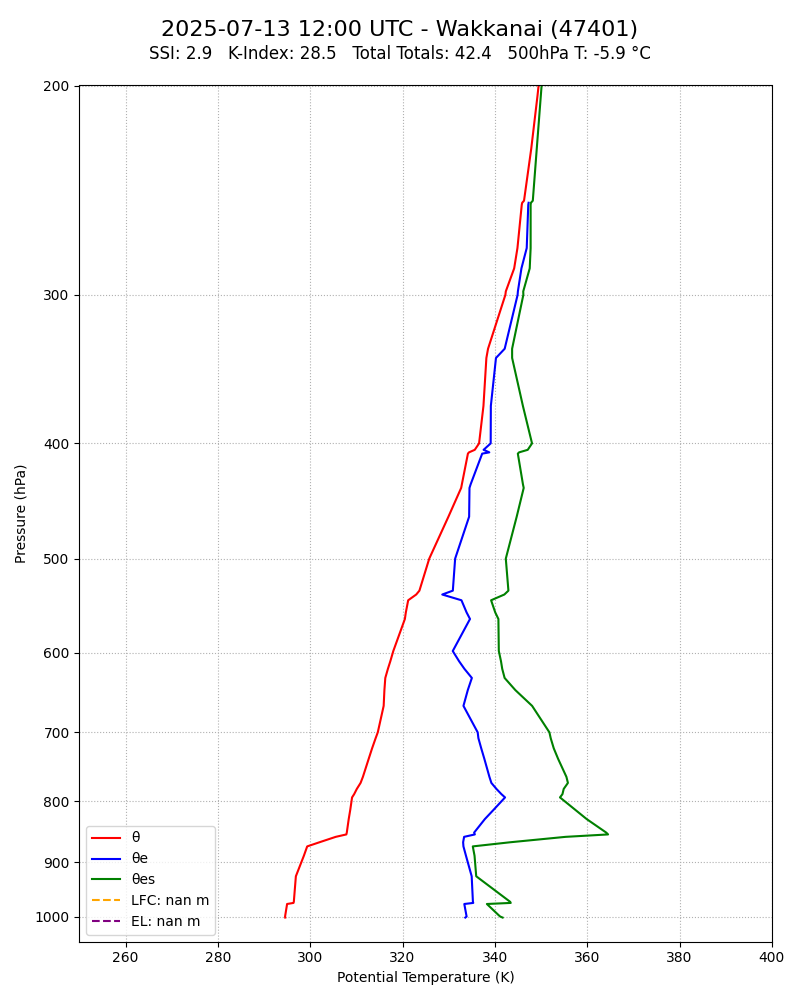 2025-07-13 12:00 UTC - Wakkanai (47401)
SSI: 2.9   K-Index: 28.5   Total Totals: 42.4   500hPa T: -5.9 °C
200
300
400
500
600
700
800
900
1000
Pressure (hPa)
θ
θe
θes
LFC: nan m
EL: nan m
260 280 300 320 340 360 380 400
Potential Temperature (K)